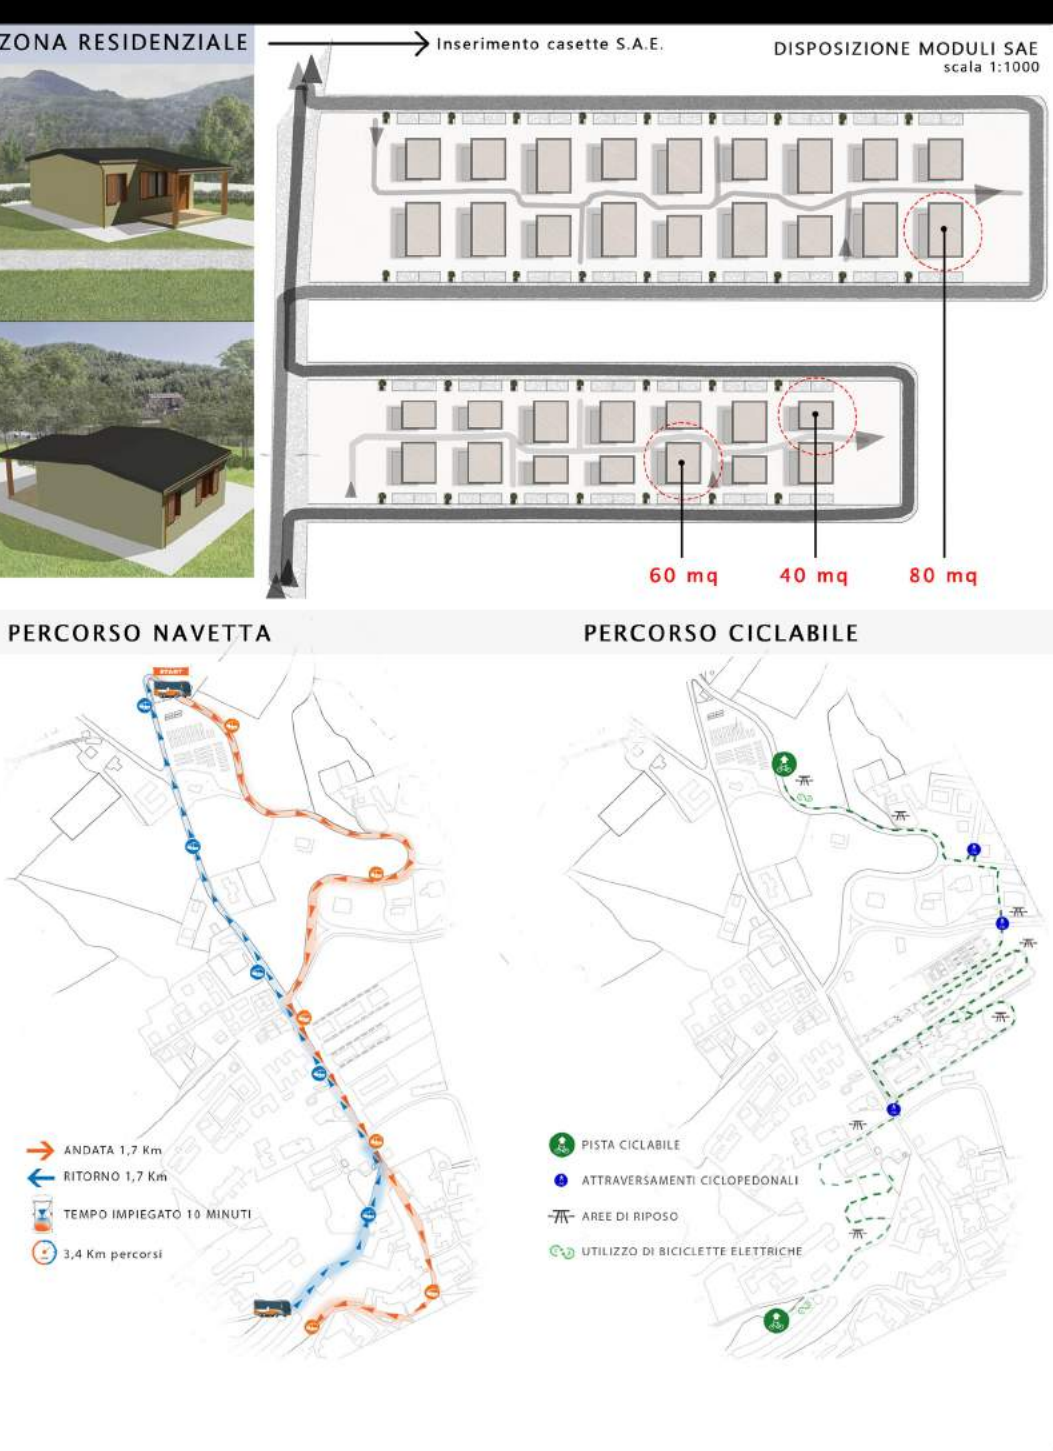 ZONA RESIDENZIALE
Inserimento casette S.A.E.
DISPOSIZIONE MODULI SAE
scala 1:1000
60 mq
40 mq
80 mq
PERCORSO NAVETTA
PERCORSO CICLABILE
START
ANDATA 1,7 Km
RITORNO 1,7 Km
TEMPO IMPIEGATO 10 MINUTI
3,4 Km percorsi
PISTA CICLABILE
ATTRAVERSAMENTI CICLOPEDONALI
AREE DI RIPOSO
UTILIZZO DI BICICLETTE ELETTRICHE